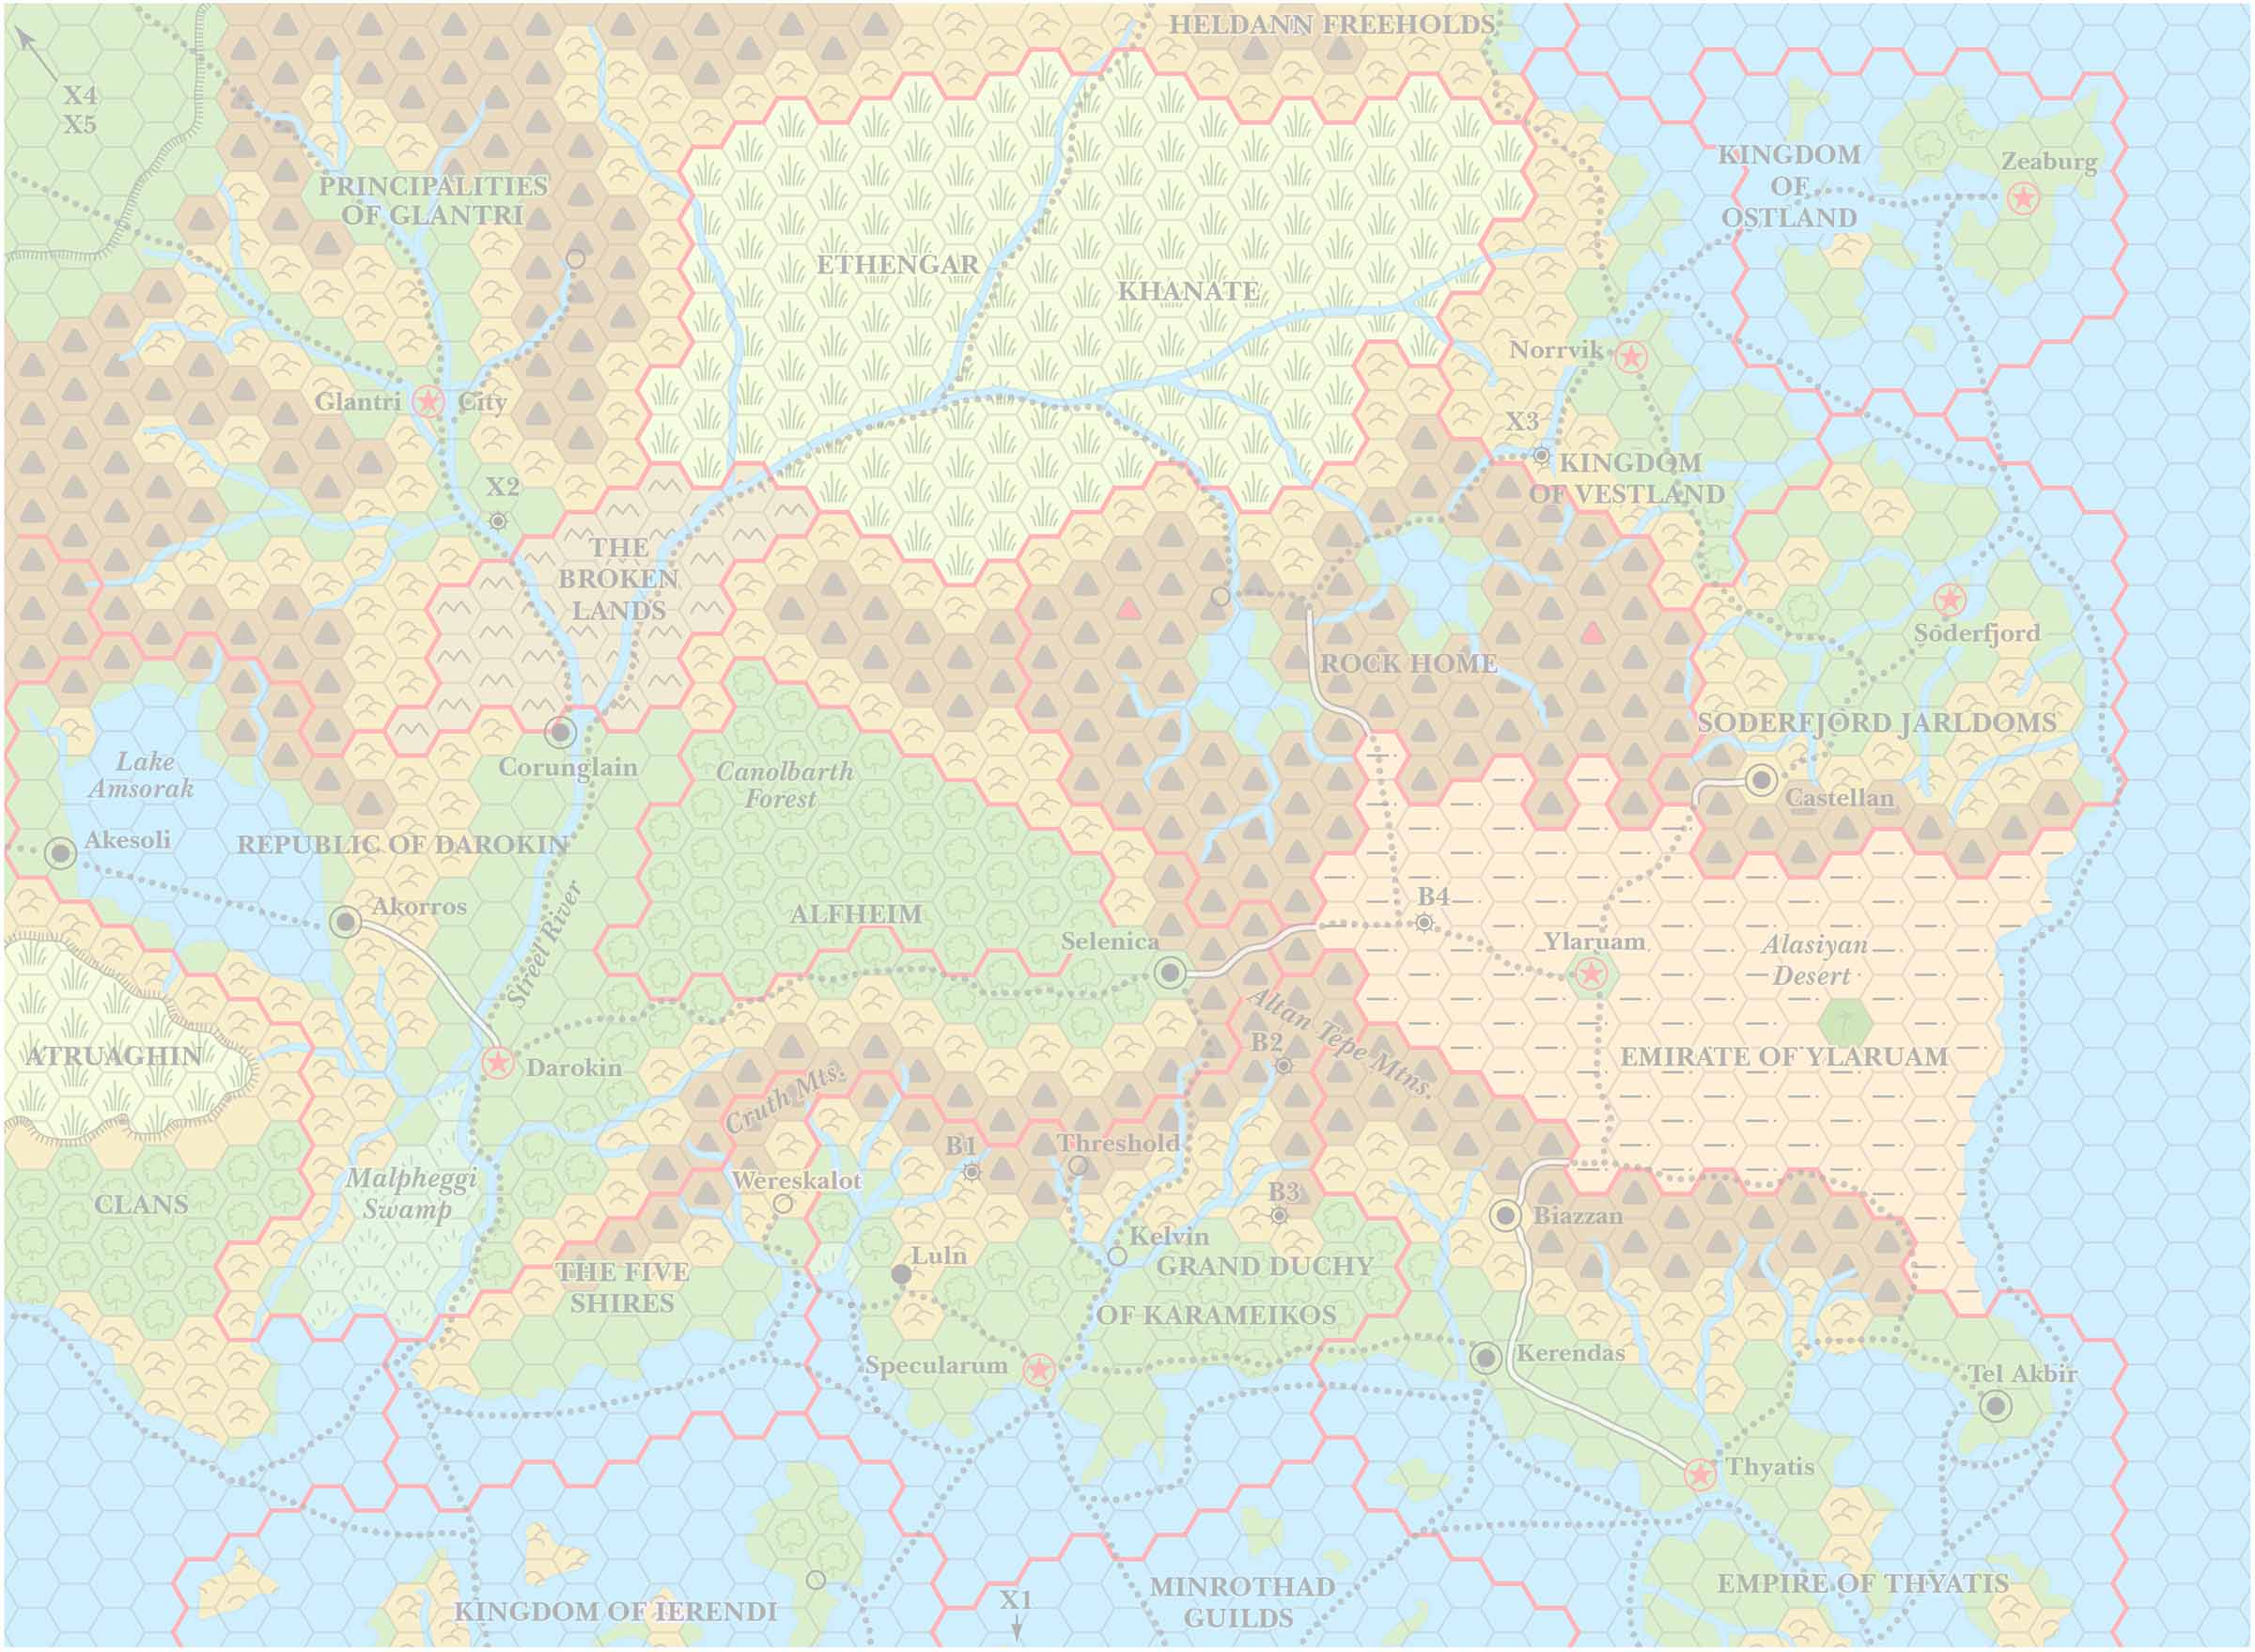 HELDANN FREEHOLDS
X4
X5
KINGDOM
OF
OSTLAND
Zeaburg
PRINCIPALITIES
OF GLANTRI
ETHENGAR
KHANATE
Norrvik
Glantri City
X3
KINGDOM
OF VESTLAND
X2
THE
BROKEN
LANDS
Söderfjord
ROCK HOME
SODERFJORD JARLDOMS
Lake
Amsorak
Corunglain
Canolbarth
Forest
Castellan
Akesoli
REPUBLIC OF DAROKIN
Akorros
Streel River
ALFHEIM
Selenica
B4
Ylaruam
Alasiyan
Desert
Altan Tepe Mtns.
ATRUAGHIN
Darokin
B2
EMIRATE OF YLARUAM
Cruth Mts.
B1
Threshold
Malpheggi
Swamp
Wereskalot
CLANS
B3
Biazzan
Luln
Kelvin
GRAND DUCHY
OF KARAMEIKOS
THE FIVE
SHIRES
Specularum
Kerendas
Tel Akbir
Thyatis
KINGDOM OF IERENDI
X1
MINROTHAD
GUILDS
EMPIRE OF THYATIS